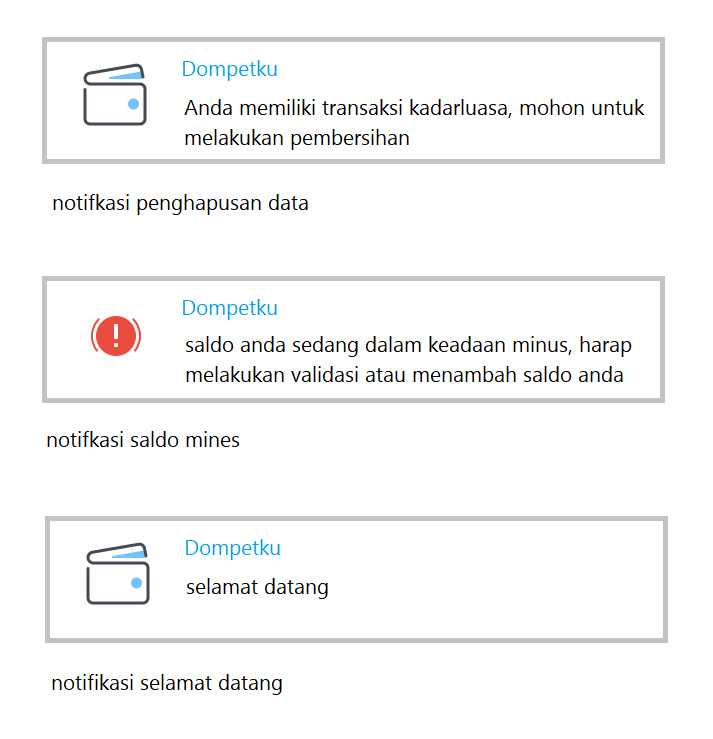 Dompetku
Anda memiliki transaksi kadarluasa, mohon untuk
melakukan pembersihan
notifkasi penghapusan data
Dompetku
saldo anda sedang dalam keadaan minus, harap
melakukan validasi atau menambah saldo anda
notifkasi saldo mines
Dompetku
selamat datang
notifikasi selamat datang